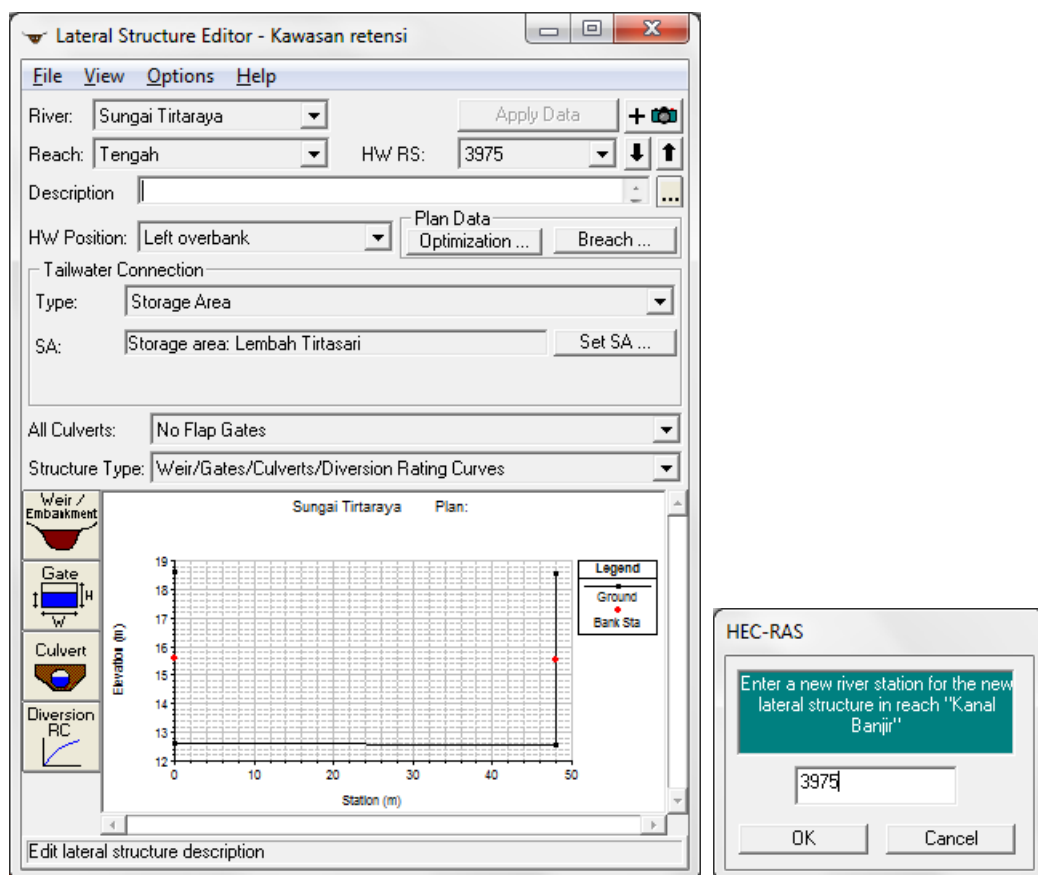 Lateral Structure Editor - Kawasan retensi
File View Options Help
River: Sungai Tirtaraya Apply Data +
Reach: Tengah HW RS: 3975
Description ...
HW Position: Left overbank Plan Data Optimization ... Breach ...
Tailwater Connection
Type: Storage Area
SA: Storage area: Lembah Tirtasari Set SA ...
All Culverts: No Flap Gates
Structure Type: Weir/Gates/Culverts/Diversion Rating Curves
Weir /
Embankment
Gate
H
W
Culvert
Diversion
RC
Sungai Tirtaraya Plan:
Elevation (m)
19
18
17
16
15
14
13
12
0 10 20 30 40 50
Station (m)
Legend
Ground
Bank Sta
Edit lateral structure description
HEC-RAS
Enter a new river station for the new
lateral structure in reach "Kanal
Banjir"
3975
OK Cancel